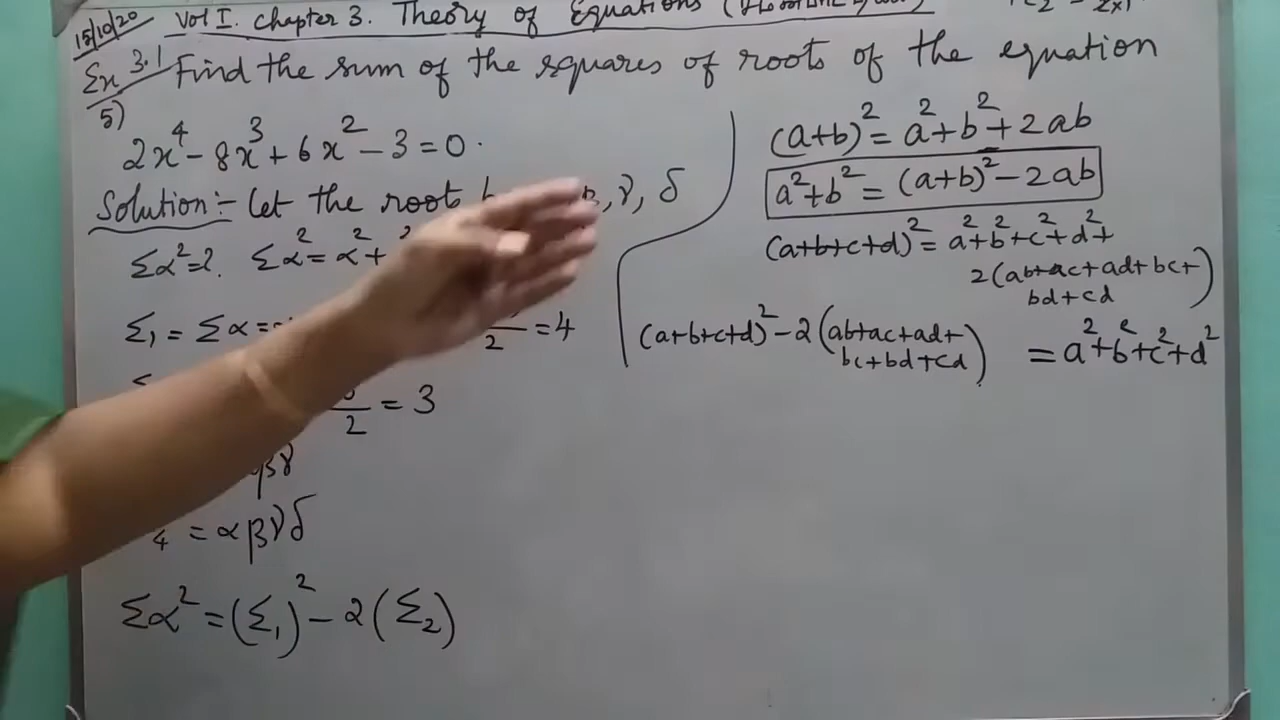 15/10/20 Vol I. Chapter 3. Theory of Equations
Ex 3.1 Find the sum of the squares of roots of the equation
5)
2x⁴ - 8x³ + 6x² - 3 = 0.
Solution:- Let the root β, γ, δ
Σα² = ?. Σα² = α² +
Σ₁ = Σα = 2 = 4
2 = 3
βγ
4 = αβγδ
Σα² = (Σ₁)² - 2(Σ₂)
(a+b)² = a² + b² + 2ab
a² + b² = (a+b)² - 2ab
(a+b+c+d)² = a² + b² + c² + d² +
2(ab+ac+ad+bc+
bd+cd)
(a+b+c+d)² - 2(ab+ac+ad+
bc+bd+cd) = a² + b² + c² + d²